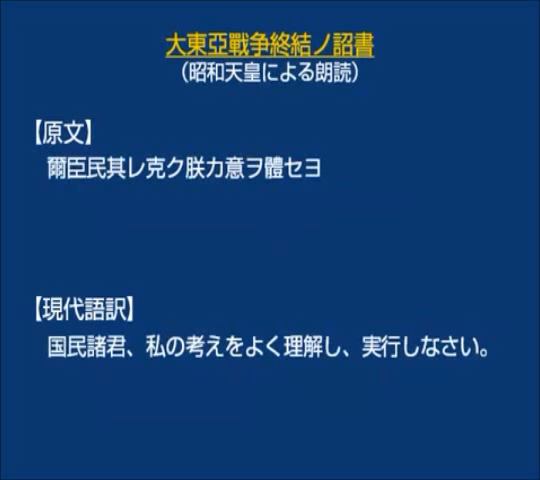 大東亞戰争終結ノ詔書
（昭和天皇による朗読）
【原文】
爾臣民其レ克ク朕カ意ヲ體セヨ
【現代語訳】
国民諸君、私の考えをよく理解し、実行しなさい。